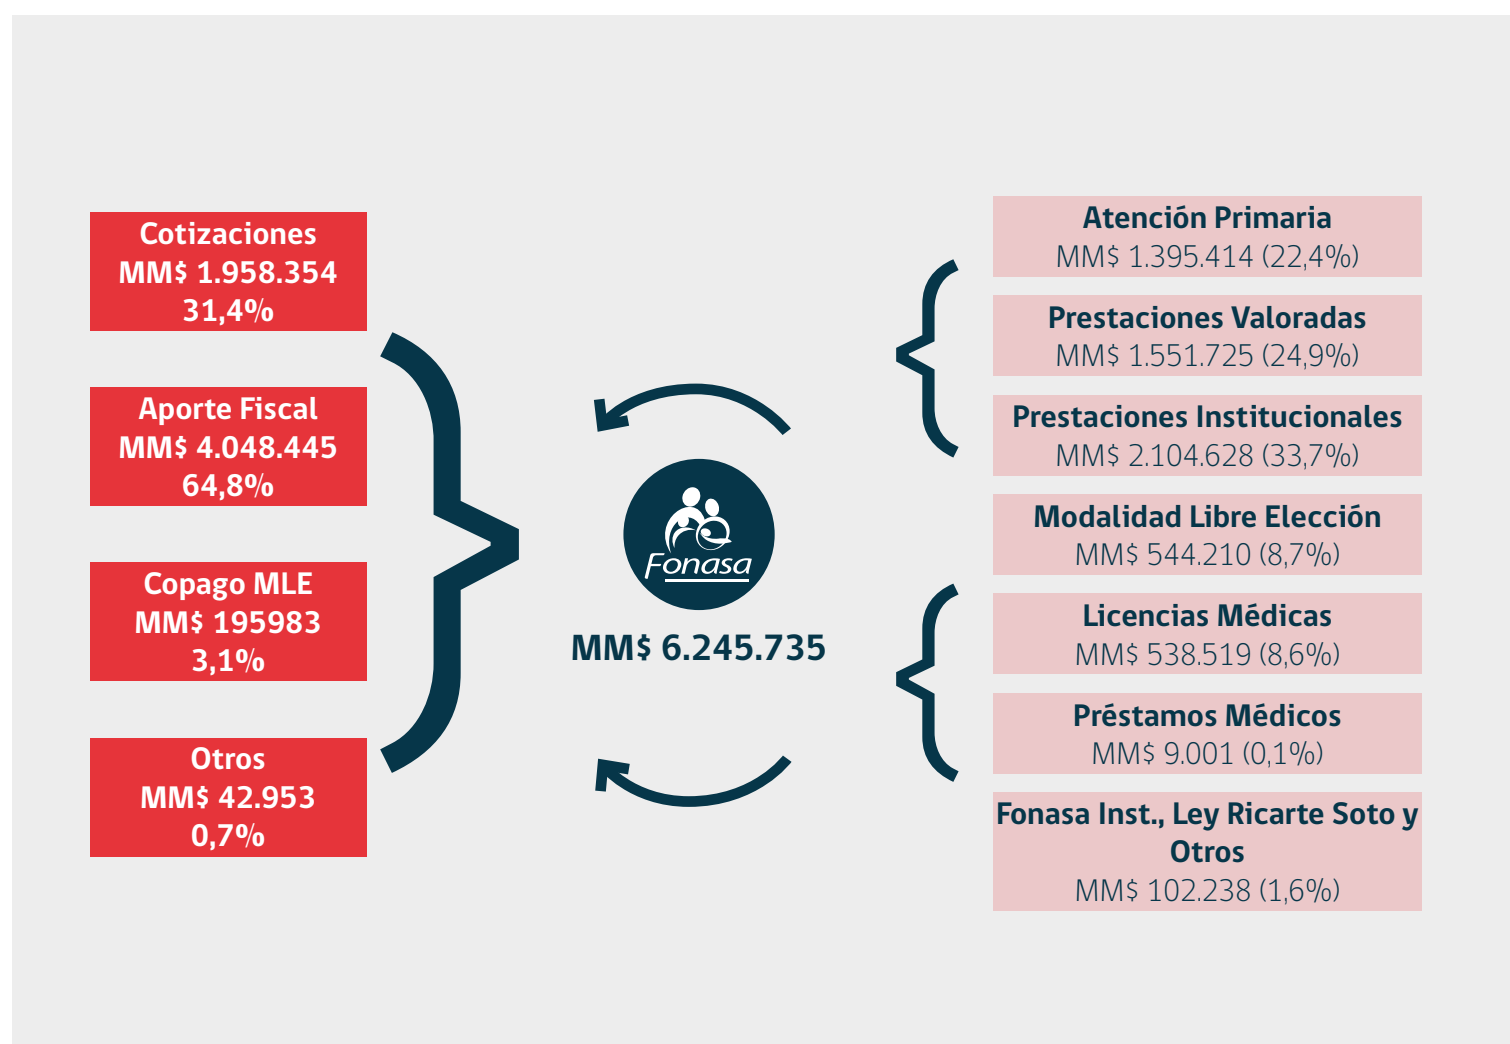 Cotizaciones
MM$ 1.958.354
31,4%
Aporte Fiscal
MM$ 4.048.445
64,8%
Copago MLE
MM$ 195983
3,1%
Otros
MM$ 42.953
0,7%
Fonasa
MM$ 6.245.735
Atención Primaria
MM$ 1.395.414 (22,4%)
Prestaciones Valoradas
MM$ 1.551.725 (24,9%)
Prestaciones Institucionales
MM$ 2.104.628 (33,7%)
Modalidad Libre Elección
MM$ 544.210 (8,7%)
Licencias Médicas
MM$ 538.519 (8,6%)
Préstamos Médicos
MM$ 9.001 (0,1%)
Fonasa Inst., Ley Ricarte Soto y
Otros
MM$ 102.238 (1,6%)